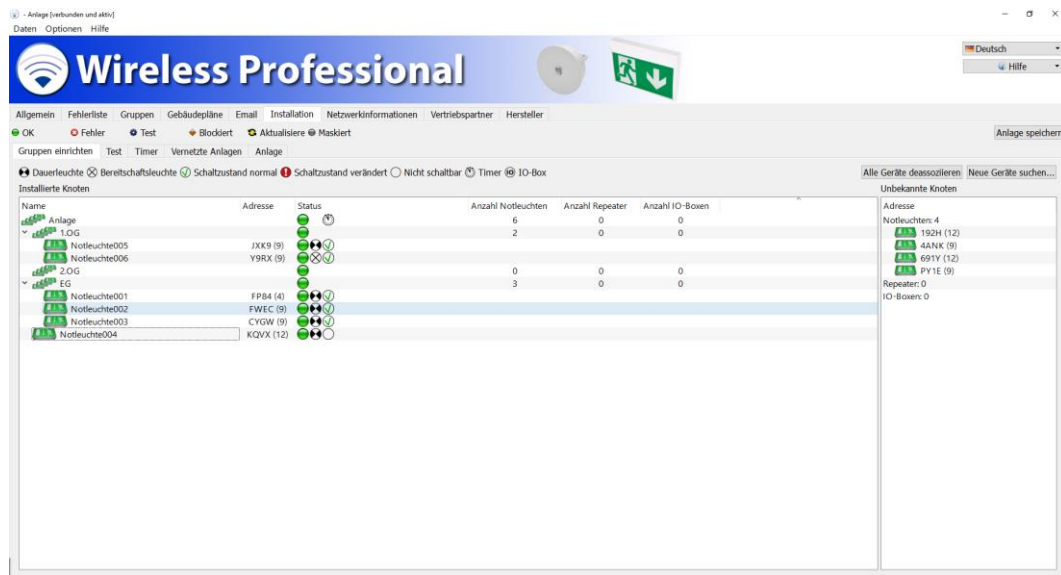 - Anlage [verbunden und aktiv]
Daten Optionen Hilfe
Wireless Professional
Deutsch
Hilfe
Allgemein Fehlerliste Gruppen Gebäudepläne Email Installation Netzwerkinformationen Vertriebspartner Hersteller
OK Fehler Test Blockiert Aktualisiere Maskiert Anlage speichern
Gruppen einrichten Test Timer Vernetzte Anlagen Anlage
Dauerleuchte Bereitschaftsleuchte Schaltzustand normal Schaltzustand verändert Nicht schaltbar Timer IO-Box Alle Geräte deassoziieren Neue Geräte suchen...
Installierte Knoten Unbekannte Knoten
Name Adresse Status Anzahl Notleuchten Anzahl Repeater Anzahl IO-Boxen Adresse
Anlage 6 0 0 Notleuchten: 4
1.OG 2 0 0 192H (12)
Notleuchte005 JXK9 (9) 4ANK (9)
Notleuchte006 Y9RX (9) 691Y (12)
2.OG 0 0 0 PY1E (9)
EG 3 0 0 Repeater: 0
Notleuchte001 FP84 (4) IO-Boxen: 0
Notleuchte002 FWEC (9)
Notleuchte003 CYGW (9)
Notleuchte004 KQVX (12)